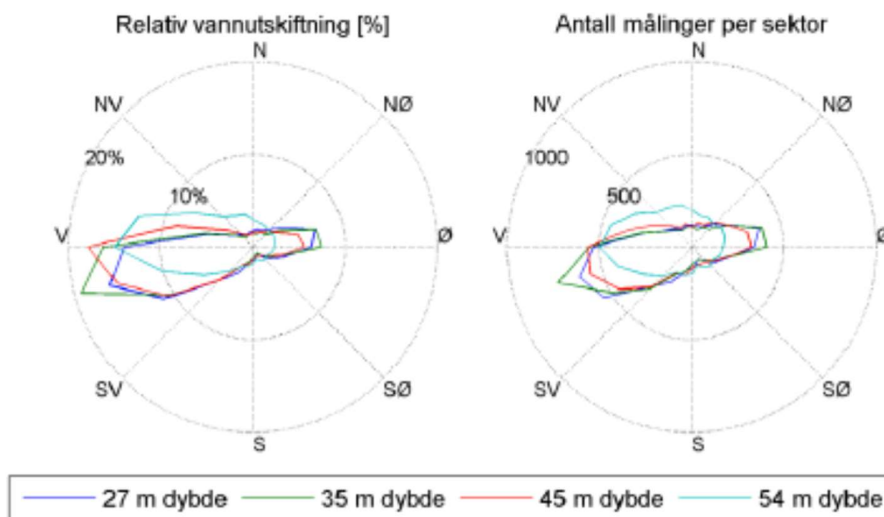 Relativ vannutskiftning [%]
N
NV
NØ
20%
10%
V
Ø
SV
SØ
S
Antall målinger per sektor
N
NV
NØ
1000
500
V
Ø
SV
SØ
S
27 m dybde
35 m dybde
45 m dybde
54 m dybde